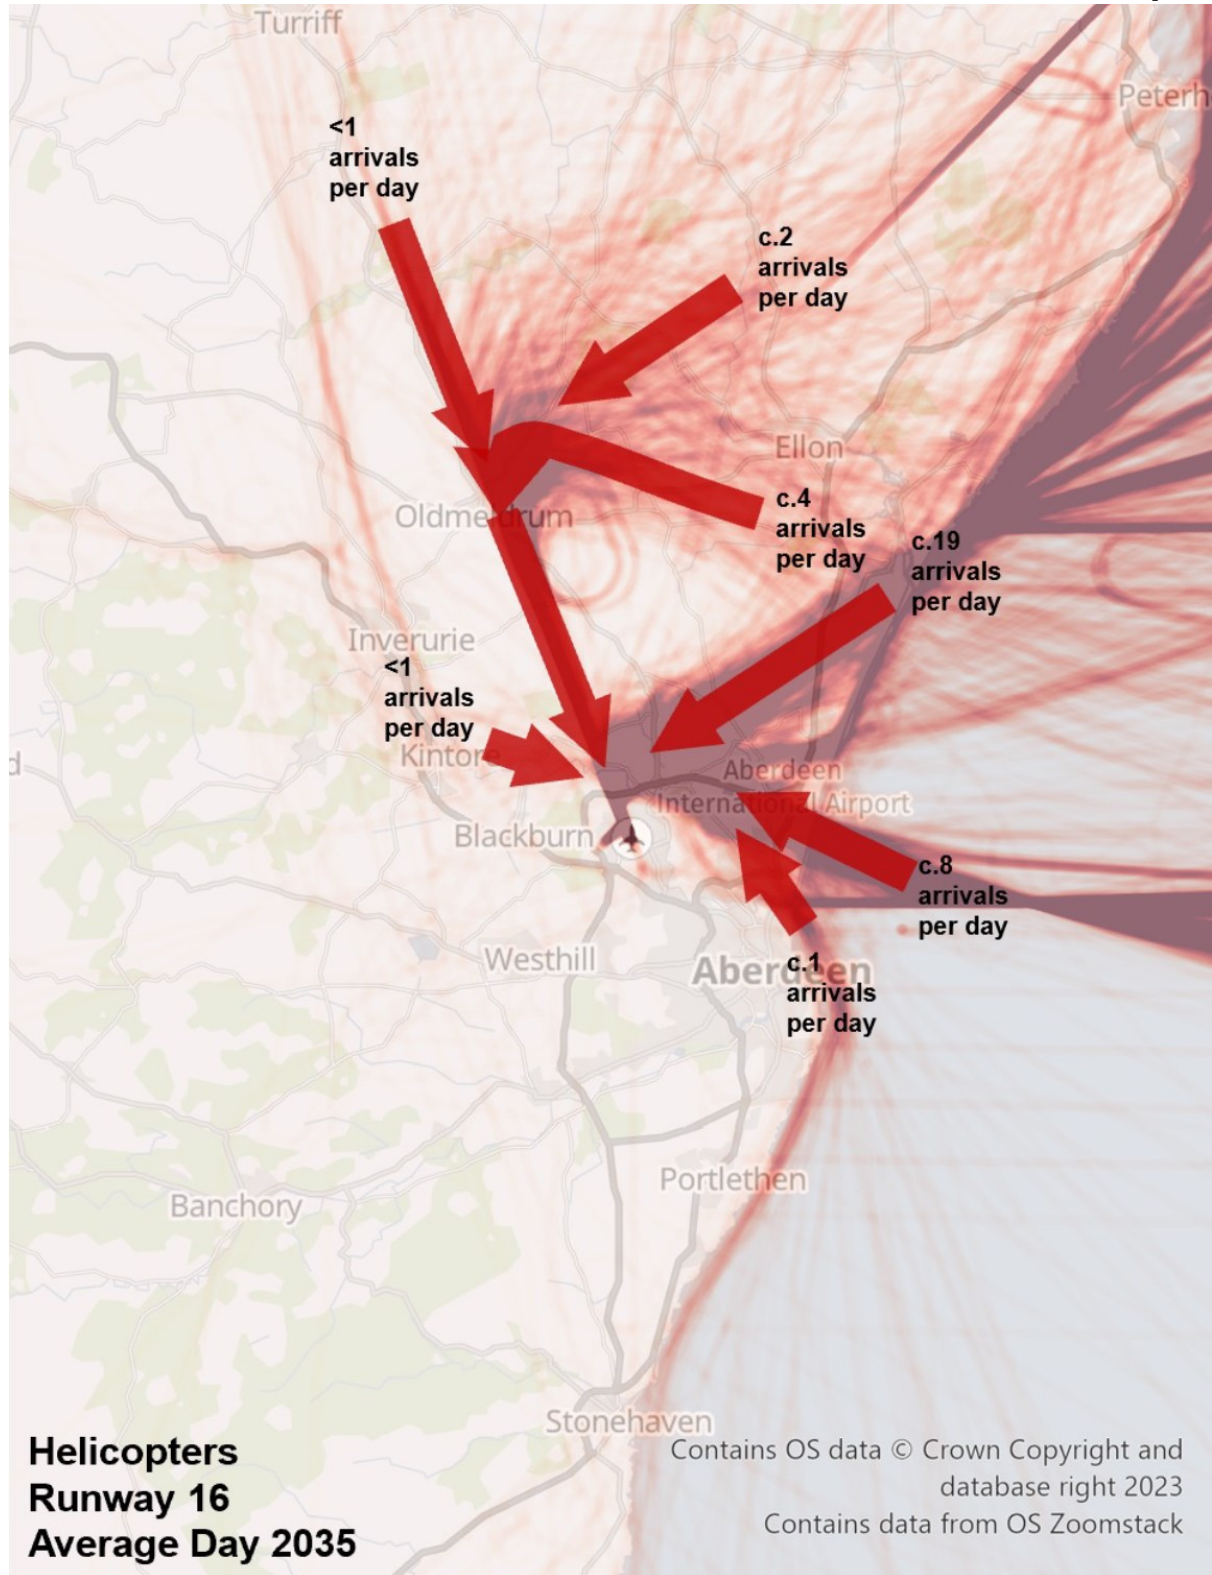 Turriff
Peterh
<1
arrivals
per day
c.2
arrivals
per day
Ellon
c.4
arrivals
per day
Oldmeldrum
c.19
arrivals
per day
Inverurie
<1
arrivals
per day
Kintore
d
Aberdeen
International Airport
Blackburn
c.8
arrivals
per day
Westhill
Aberdeen
c.1
arrivals
per day
Portlethen
Banchory
Stonehaven
Helicopters
Runway 16
Average Day 2035
Contains OS data © Crown Copyright and
database right 2023
Contains data from OS Zoomstack